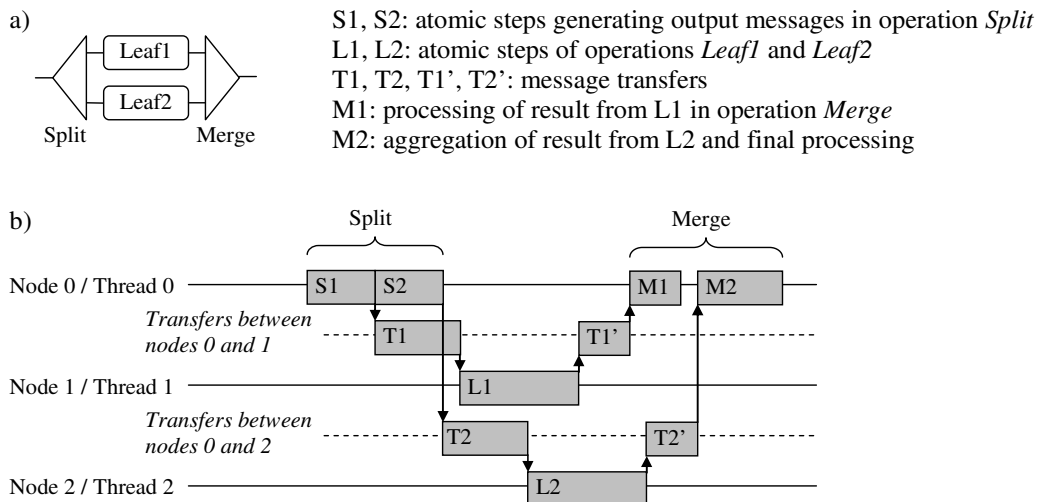 a)
Leaf1
Leaf2
Split
Merge
S1, S2: atomic steps generating output messages in operation Split
L1, L2: atomic steps of operations Leaf1 and Leaf2
T1, T2, T1’, T2’: message transfers
M1: processing of result from L1 in operation Merge
M2: aggregation of result from L2 and final processing
b)
Split
Merge
Node 0 / Thread 0
S1
S2
M1
M2
Transfers between
nodes 0 and 1
T1
T1’
Node 1 / Thread 1
L1
Transfers between
nodes 0 and 2
T2
T2’
Node 2 / Thread 2
L2